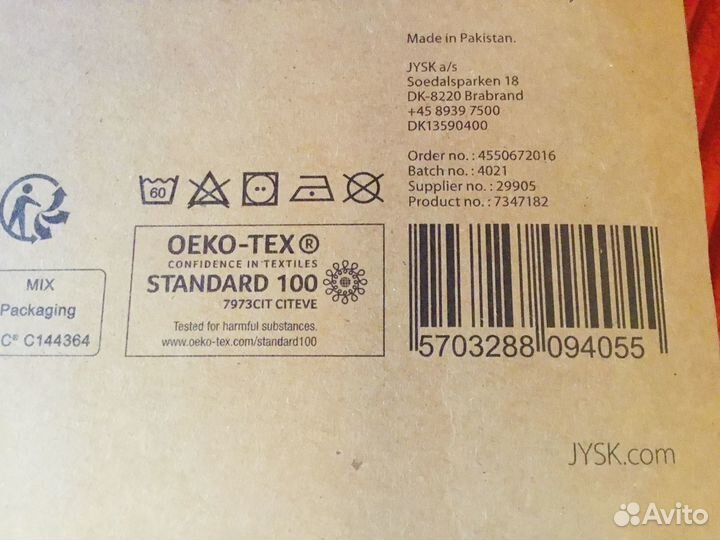 Made in Pakistan.
JYSK a/s
Soedalsparken 18
DK-8220 Brabrand
+45 8939 7500
DK13590400
Order no.: 4550672016
Batch no.: 4021
Supplier no.: 29905
Product no.: 7347182
60
OEKO-TEX®
CONFIDENCE IN TEXTILES
STANDARD 100
7973CIT CITEVE
Tested for harmful substances.
www.oeko-tex.com/standard100
MIX
Packaging
C® C144364
5703288 094055
JYSK.com
Avito